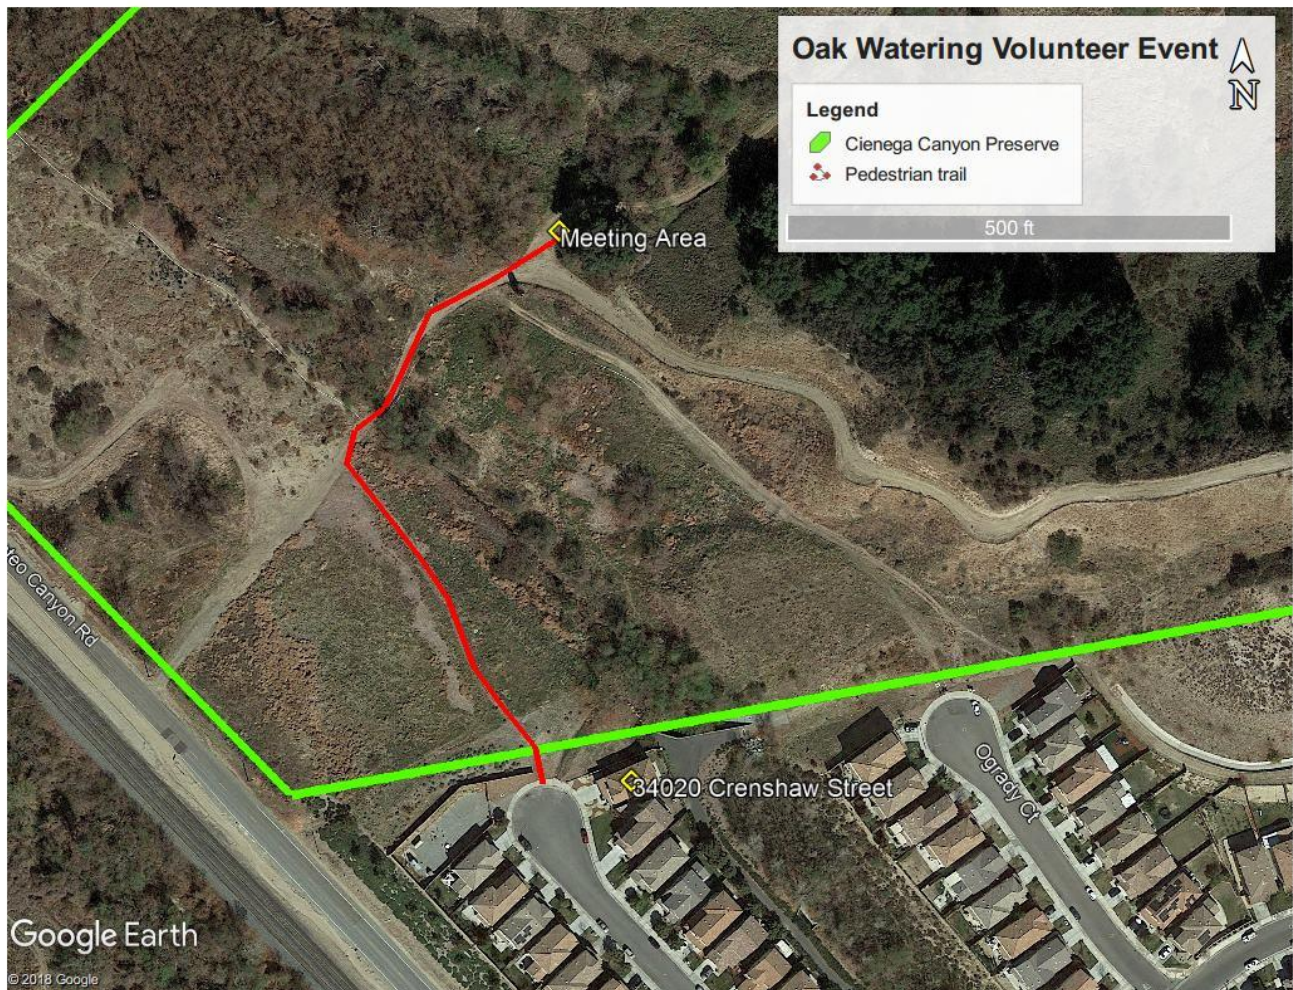 Oak Watering Volunteer Event
N
Legend
Cienega Canyon Preserve
Pedestrian trail
500 ft
Meeting Area
teo Canyon Rd
34020 Crenshaw Street
Ogrady Ct
Google Earth
© 2018 Google